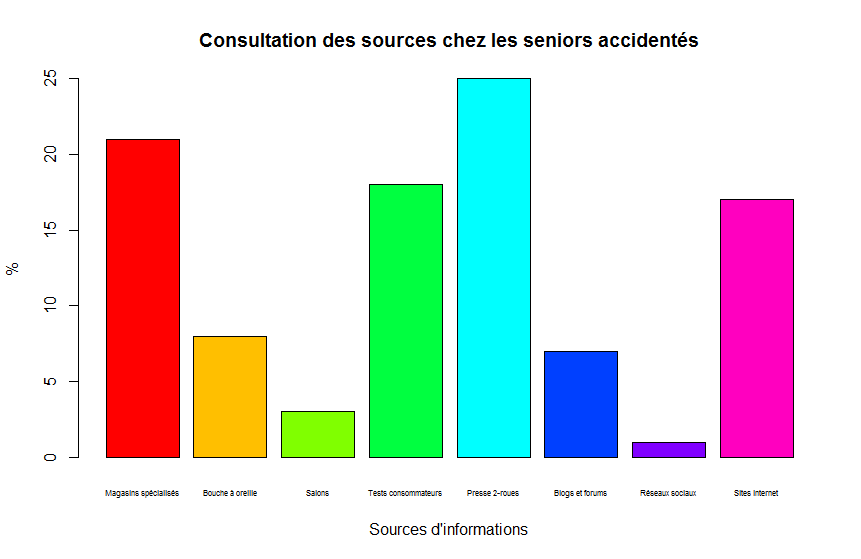 Consultation des sources chez les seniors accidentés
25
20
15
10
5
0
%
Magasins spécialisés Bouche à oreille Salons Tests consommateurs Presse 2-roues Blogs et forums Réseaux sociaux Sites internet
Sources d'informations